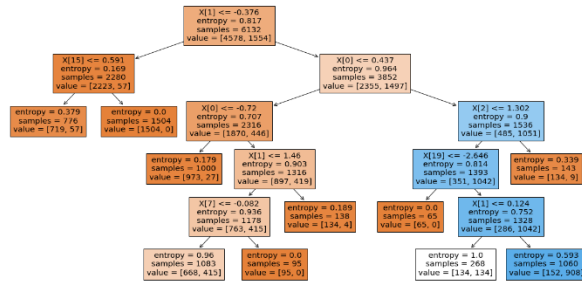 X[1] <= -0.376
entropy = 0.817
samples = 6132
value = [4578, 1554]
X[15] <= 0.591
entropy = 0.169
samples = 2280
value = [2223, 57]
X[0] <= 0.437
entropy = 0.964
samples = 3852
value = [2355, 1497]
entropy = 0.379
samples = 776
value = [719, 57]
entropy = 0.0
samples = 1504
value = [1504, 0]
X[0] <= -0.72
entropy = 0.707
samples = 2316
value = [1870, 446]
X[2] <= 1.302
entropy = 0.9
samples = 1536
value = [485, 1051]
entropy = 0.179
samples = 1000
value = [973, 27]
X[1] <= 1.46
entropy = 0.903
samples = 1316
value = [897, 419]
X[19] <= -2.646
entropy = 0.814
samples = 1393
value = [351, 1042]
entropy = 0.339
samples = 143
value = [134, 9]
X[7] <= -0.082
entropy = 0.936
samples = 1178
value = [763, 415]
entropy = 0.189
samples = 138
value = [134, 4]
entropy = 0.0
samples = 65
value = [65, 0]
X[1] <= 0.124
entropy = 0.752
samples = 1328
value = [286, 1042]
entropy = 0.96
samples = 1083
value = [668, 415]
entropy = 0.0
samples = 95
value = [95, 0]
entropy = 1.0
samples = 268
value = [134, 134]
entropy = 0.593
samples = 1060
value = [152, 908]